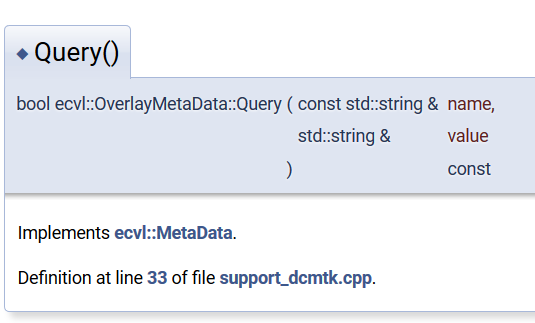 ◆ Query()
bool ecvl::OverlayMetaData::Query ( const std::string & name,
std::string & value
) const
Implements ecvl::MetaData.
Definition at line 33 of file support_dcmtk.cpp.